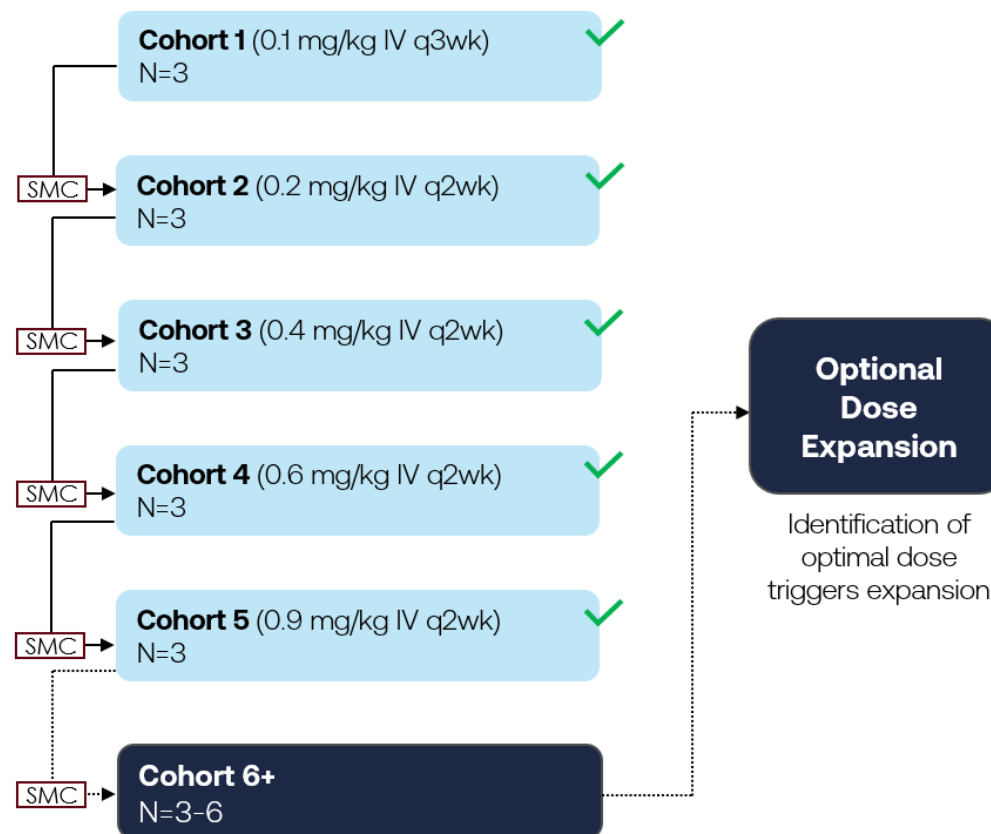 Cohort 1 (0.1 mg/kg IV q3wk)
N=3
SMC
Cohort 2 (0.2 mg/kg IV q2wk)
N=3
SMC
Cohort 3 (0.4 mg/kg IV q2wk)
N=3
SMC
Cohort 4 (0.6 mg/kg IV q2wk)
N=3
SMC
Cohort 5 (0.9 mg/kg IV q2wk)
N=3
SMC
Cohort 6+
N=3-6
Optional
Dose
Expansion
Identification of
optimal dose
triggers expansion